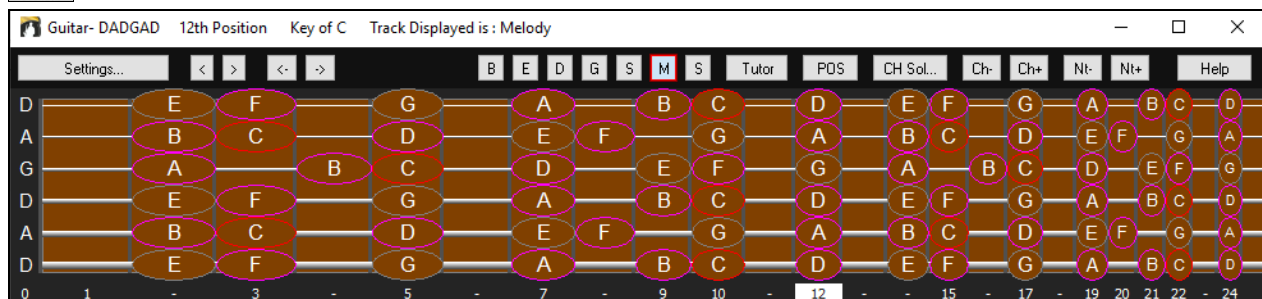 Guitar- DADGAD 12th Position Key of C Track Displayed is : Melody
Settings... < > <- -> B E D G S M S Tutor POS CH Sol... Ch- Ch+ Nt- Nt+ Help
D E F G A B C D E F G A B C D
A B C D E F G A B C D E F G A
G A B C D E F G A B C D E F G
D E F G A B C D E F G A B C D
A B C D E F G A B C D E F G A
D E F G A B C D E F G A B C D
0 1 - 3 - 5 - 7 - 9 10 - 12 - - 15 - 17 - 19 20 21 22 - 24